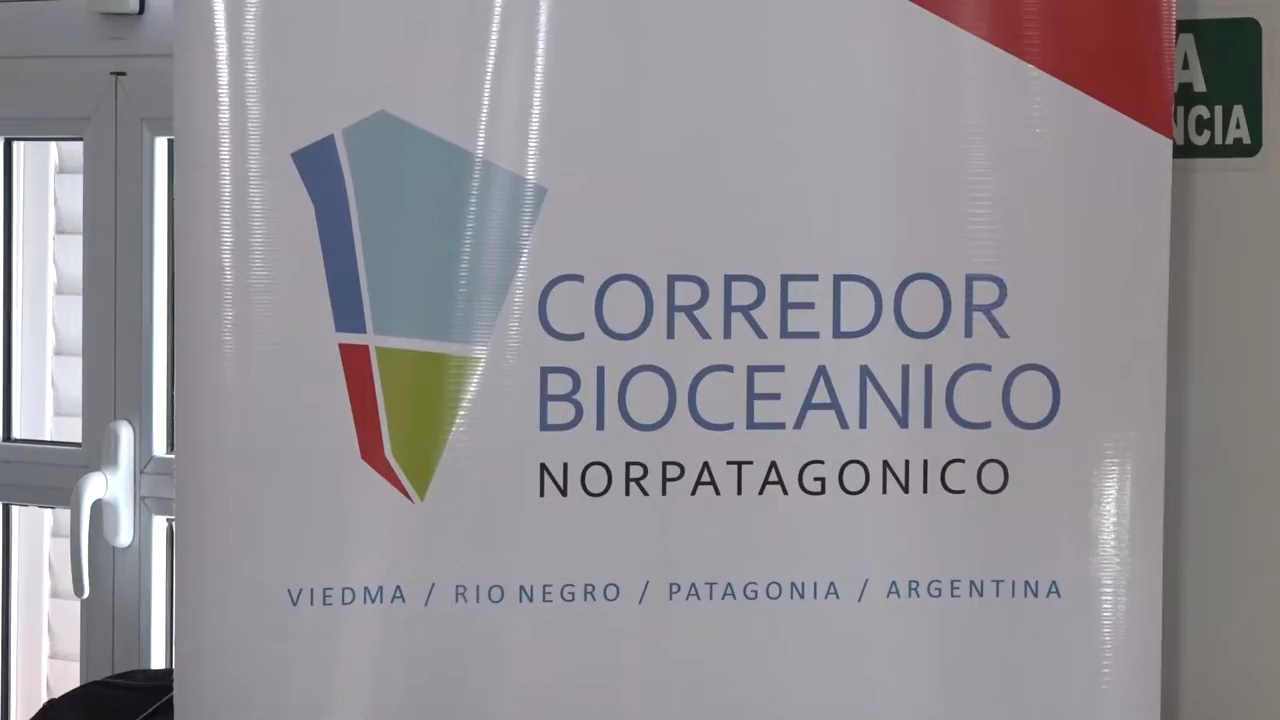 CORREDOR
BIOCEANICO
NORPATAGONICO
VIEDMA / RIO NEGRO / PATAGONIA / ARGENTINA